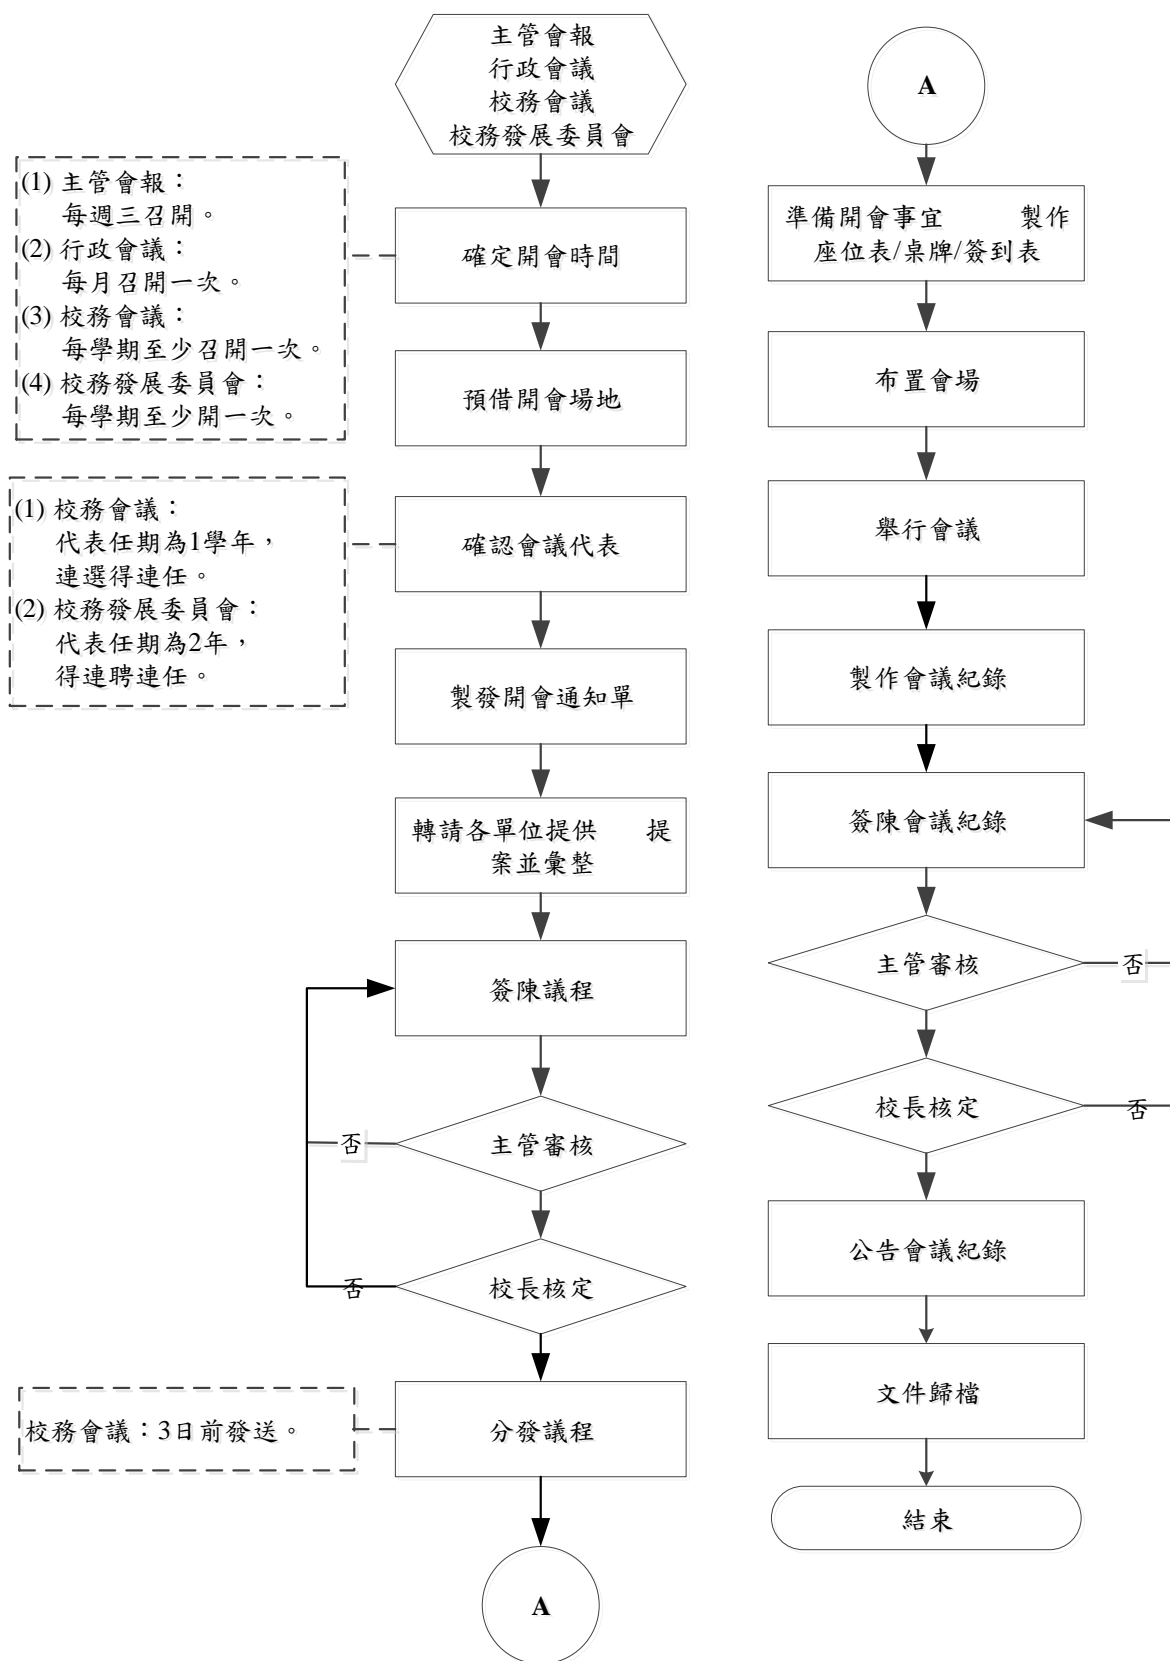 主管會報
行政會議
校務會議
校務發展委員會
(1) 主管會報：
每週三召開。
(2) 行政會議：
每月召開一次。
(3) 校務會議：
每學期至少召開一次。
(4) 校務發展委員會：
每學期至少開一次。
確定開會時間
預借開會場地
(1) 校務會議：
代表任期為1學年，
連選得連任。
(2) 校務發展委員會：
代表任期為2年，
得連聘連任。
確認會議代表
製發開會通知單
轉請各單位提供 提
案並彙整
簽陳議程
主管審核
否
校長核定
否
校務會議：3日前發送。
分發議程
A
A
準備開會事宜 製作
座位表/桌牌/簽到表
布置會場
舉行會議
製作會議紀錄
簽陳會議紀錄
主管審核
否
校長核定
否
公告會議紀錄
文件歸檔
結束